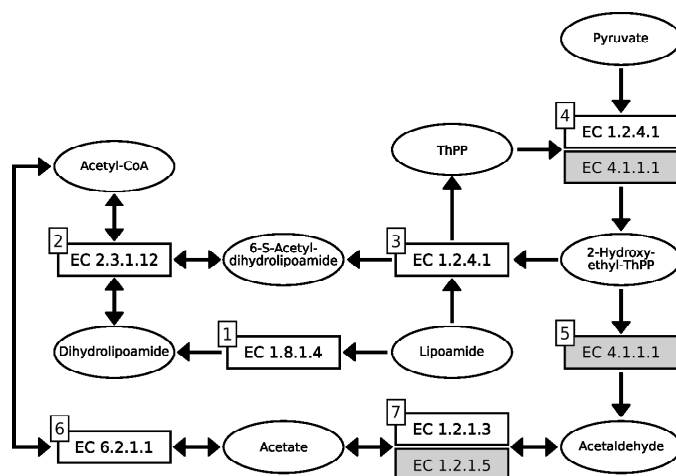 Pyruvate
4
EC 1.2.4.1
EC 4.1.1.1
ThPP
Acetyl-CoA
2
EC 2.3.1.12
6-S-Acetyl-
dihydrolipoamide
3
EC 1.2.4.1
2-Hydroxy-
ethyl-ThPP
1
EC 1.8.1.4
Dihydrolipoamide
Lipoamide
5
EC 4.1.1.1
6
EC 6.2.1.1
Acetate
7
EC 1.2.1.3
EC 1.2.1.5
Acetaldehyde